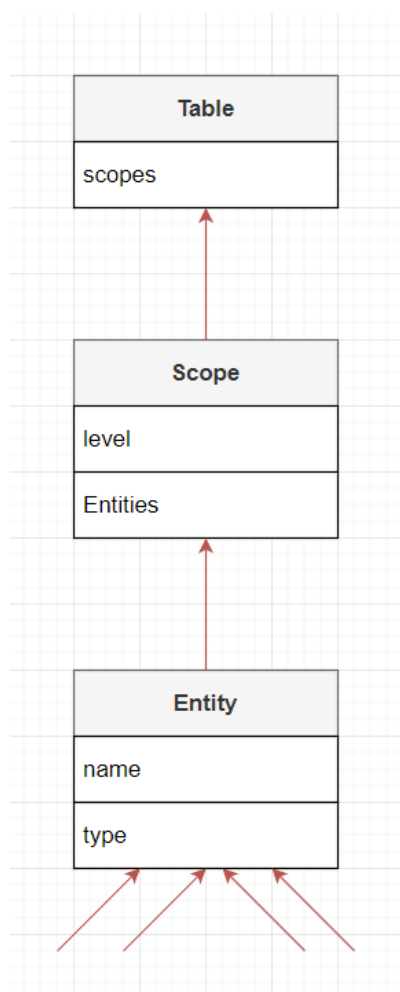 Table
scopes
Scope
level
Entities
Entity
name
type